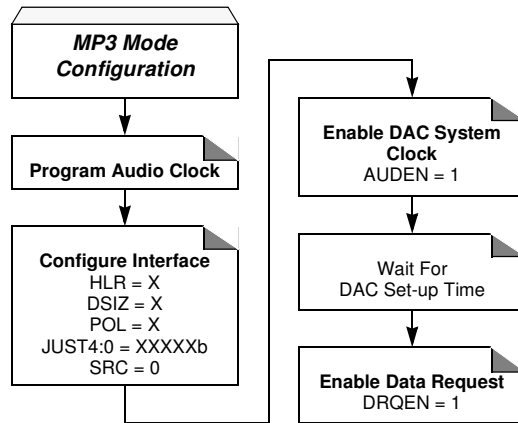 MP3 Mode
Configuration
Program Audio Clock
Configure Interface
HLR = X
DSIZ = X
POL = X
JUST4:0 = XXXXXb
SRC = 0
Enable DAC System
Clock
AUDEN = 1
Wait For
DAC Set-up Time
Enable Data Request
DRQEN = 1